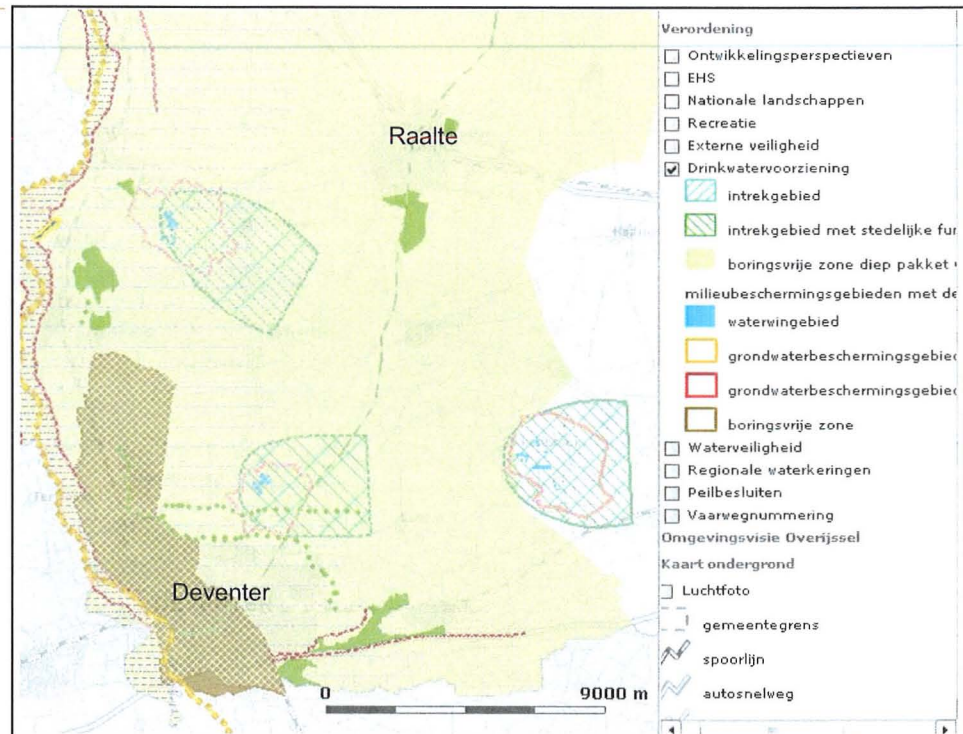 Raalte
Deventer
0 9000 m
Verordening
Ontwikkelingsperspectieven
EHS
Nationale landschappen
Recreatie
Externe veiligheid
Drinkwatervoorziening
intrekgebied
intrekgebied met stedelijke fun
boringsvrije zone diep pakket
milieubeschermingsgebieden met de
waterwingebied
grondwaterbeschermingsgebied
grondwaterbeschermingsgebied
boringsvrije zone
Waterveiligheid
Regionale waterkeringen
Peilbesluiten
Vaarwegnummering
Omgevingsvisie Overijssel
Kaart ondergrond
Luchtfoto
gemeentegrens
spoorlijn
autosnelweg